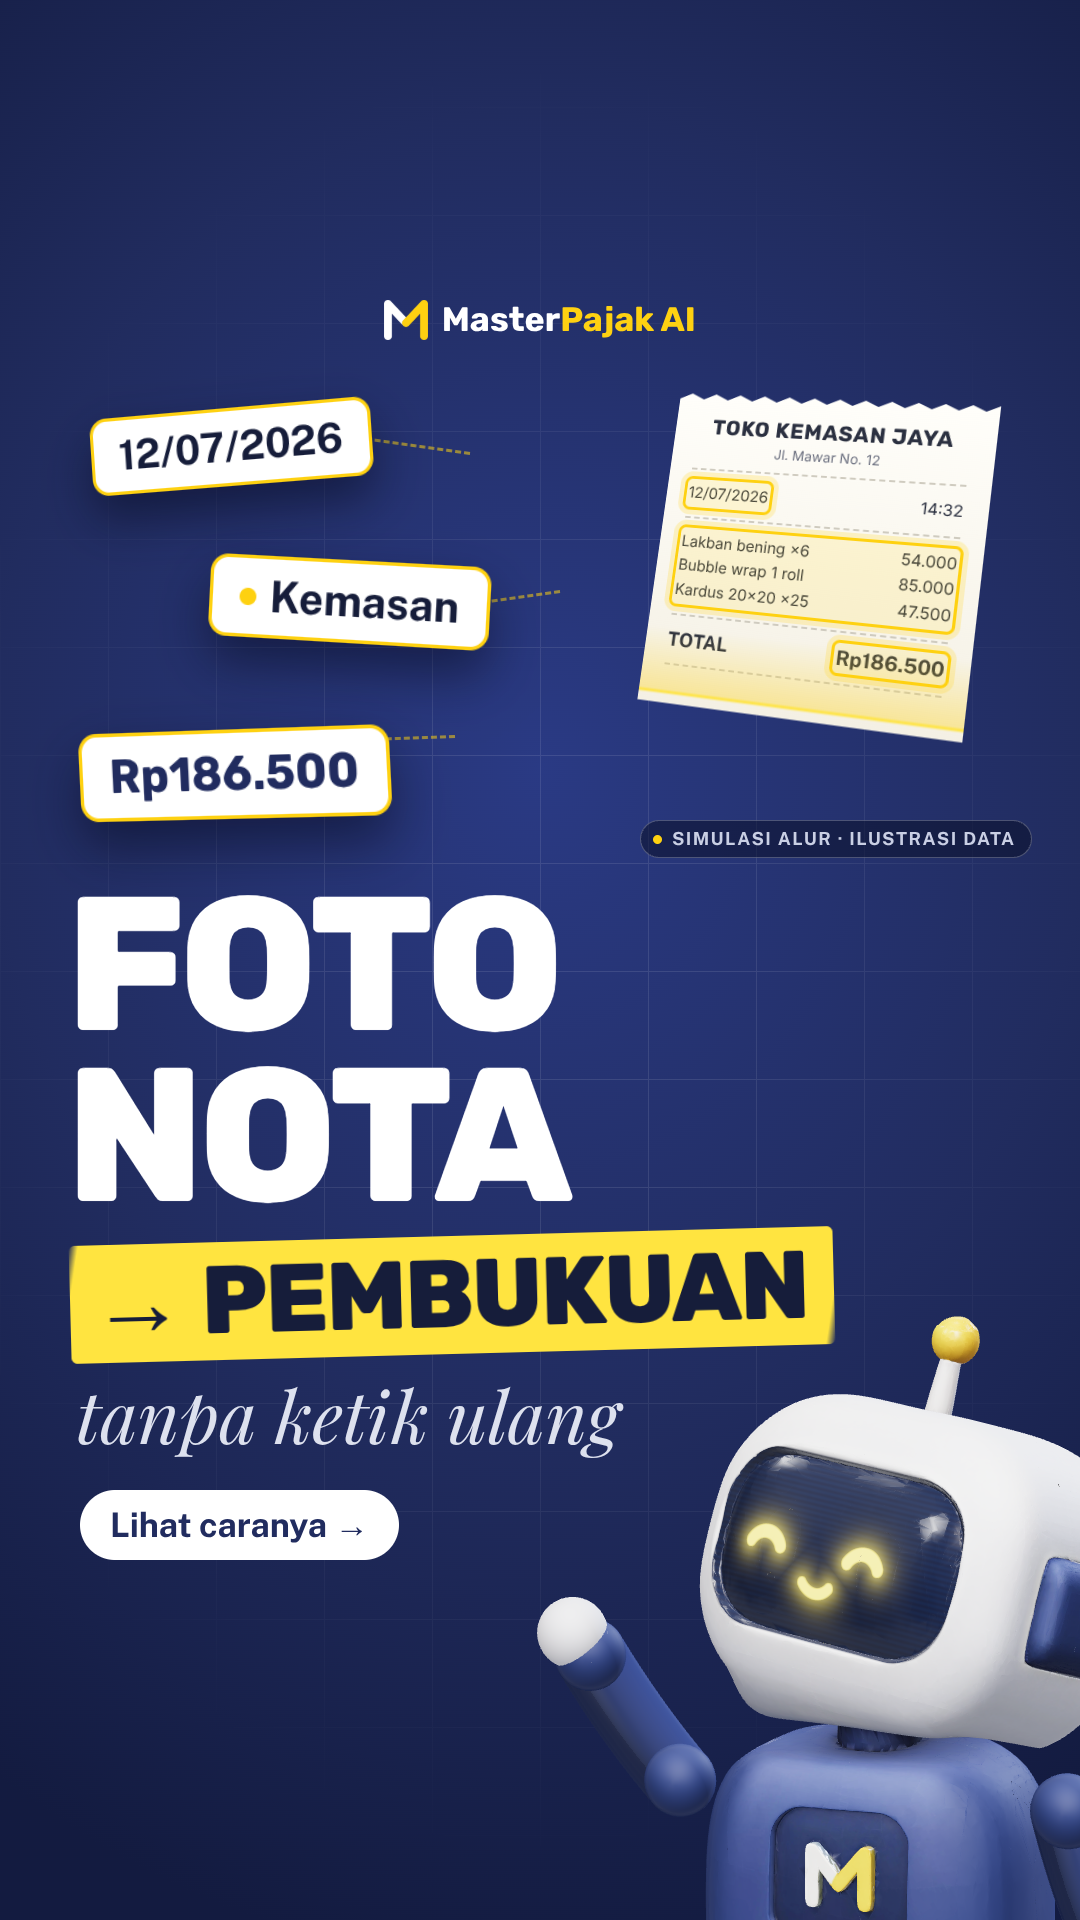 MasterPajak AI
12/07/2026
Kemasan
Rp186.500
TOKO KEMASAN JAYA
Jl. Mawar No. 12
12/07/2026 14:32
Lakban bening ×6 54.000
Bubble wrap 1 roll 85.000
Kardus 20×20 ×25 47.500
TOTAL Rp186.500
SIMULASI ALUR · ILUSTRASI DATA
FOTO
NOTA
→ PEMBUKUAN
tanpa ketik ulang
Lihat caranya →
M